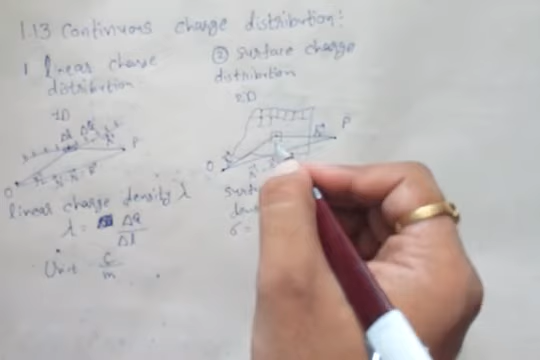 1.13 Continuous charge distribution:
1 linear charge distribution
1D
ΔQ
P
O
linear charge density λ
λ = ΔQ / Δl
Unit C / m
② surface charge distribution
2D
P
O
σ =